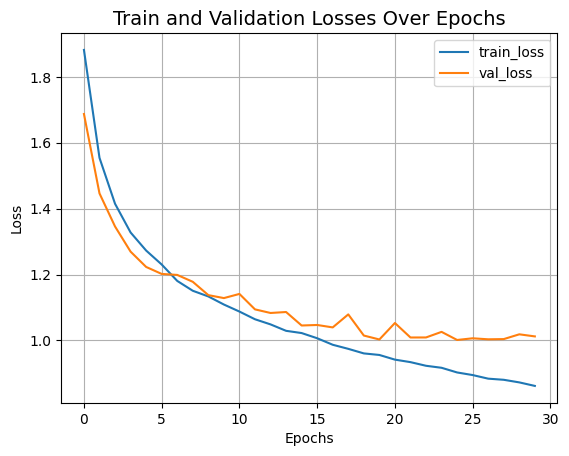 Train and Validation Losses Over Epochs
train_loss
val_loss
1.8
1.6
1.4
1.2
1.0
Loss
0 5 10 15 20 25 30
Epochs